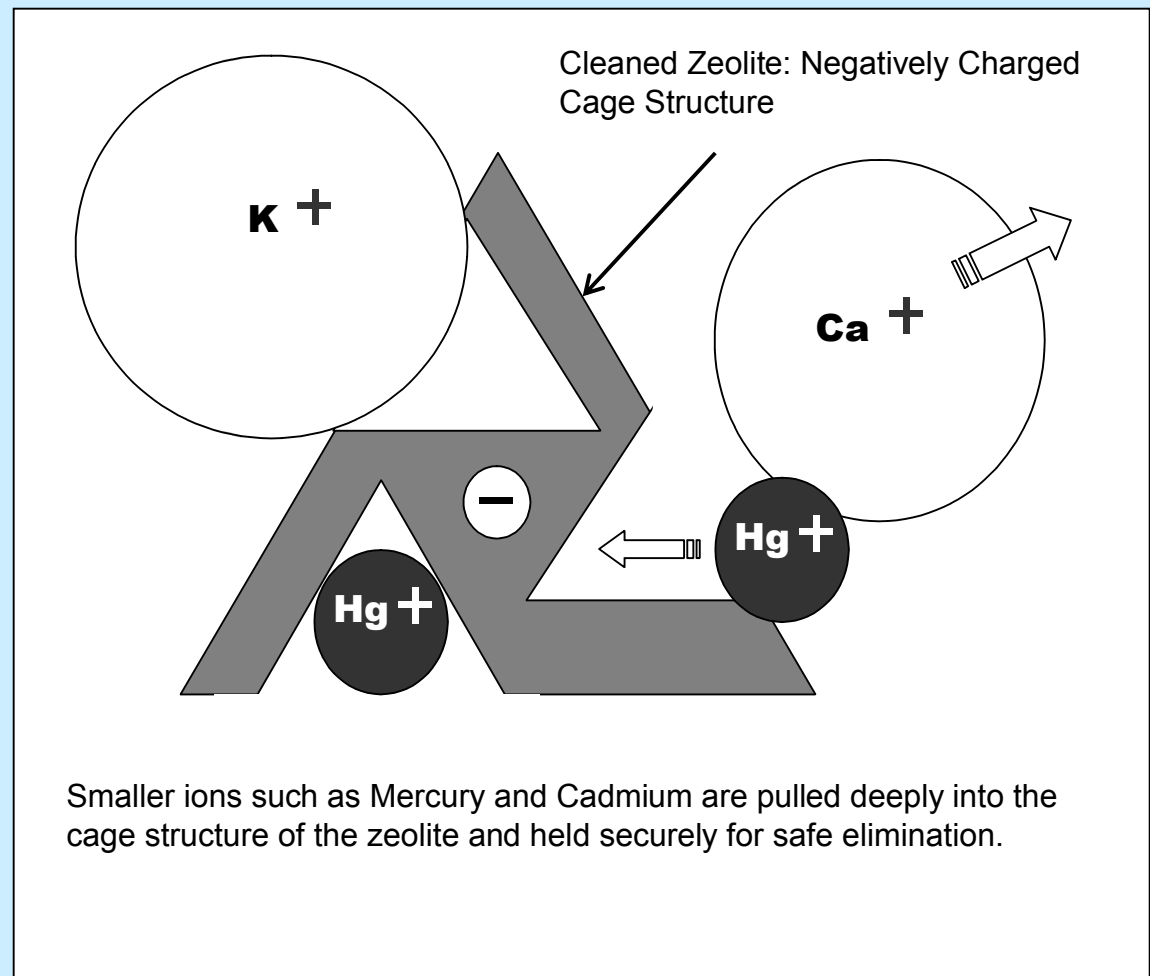 Cleaned Zeolite: Negatively Charged
Cage Structure
K +
Ca +
−
Hg +
Hg +
Smaller ions such as Mercury and Cadmium are pulled deeply into the
cage structure of the zeolite and held securely for safe elimination.